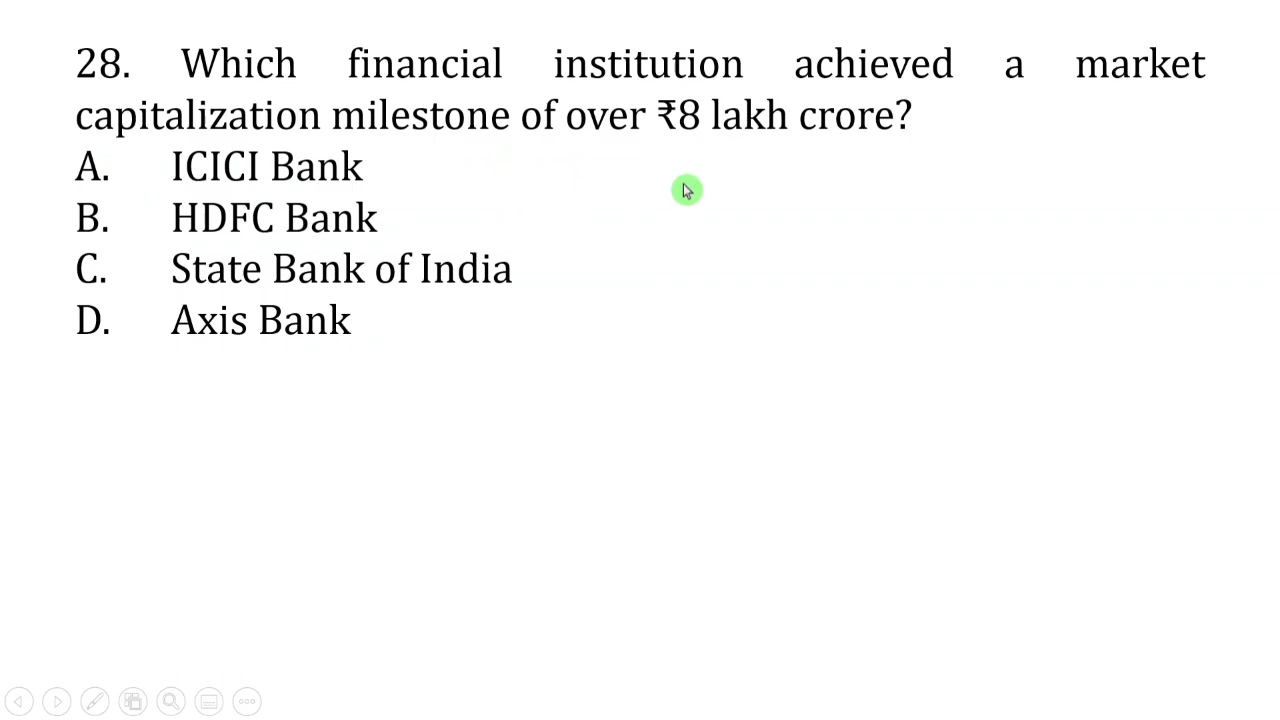 28. Which financial institution achieved a market
capitalization milestone of over ₹8 lakh crore?
A. ICICI Bank
B. HDFC Bank
C. State Bank of India
D. Axis Bank